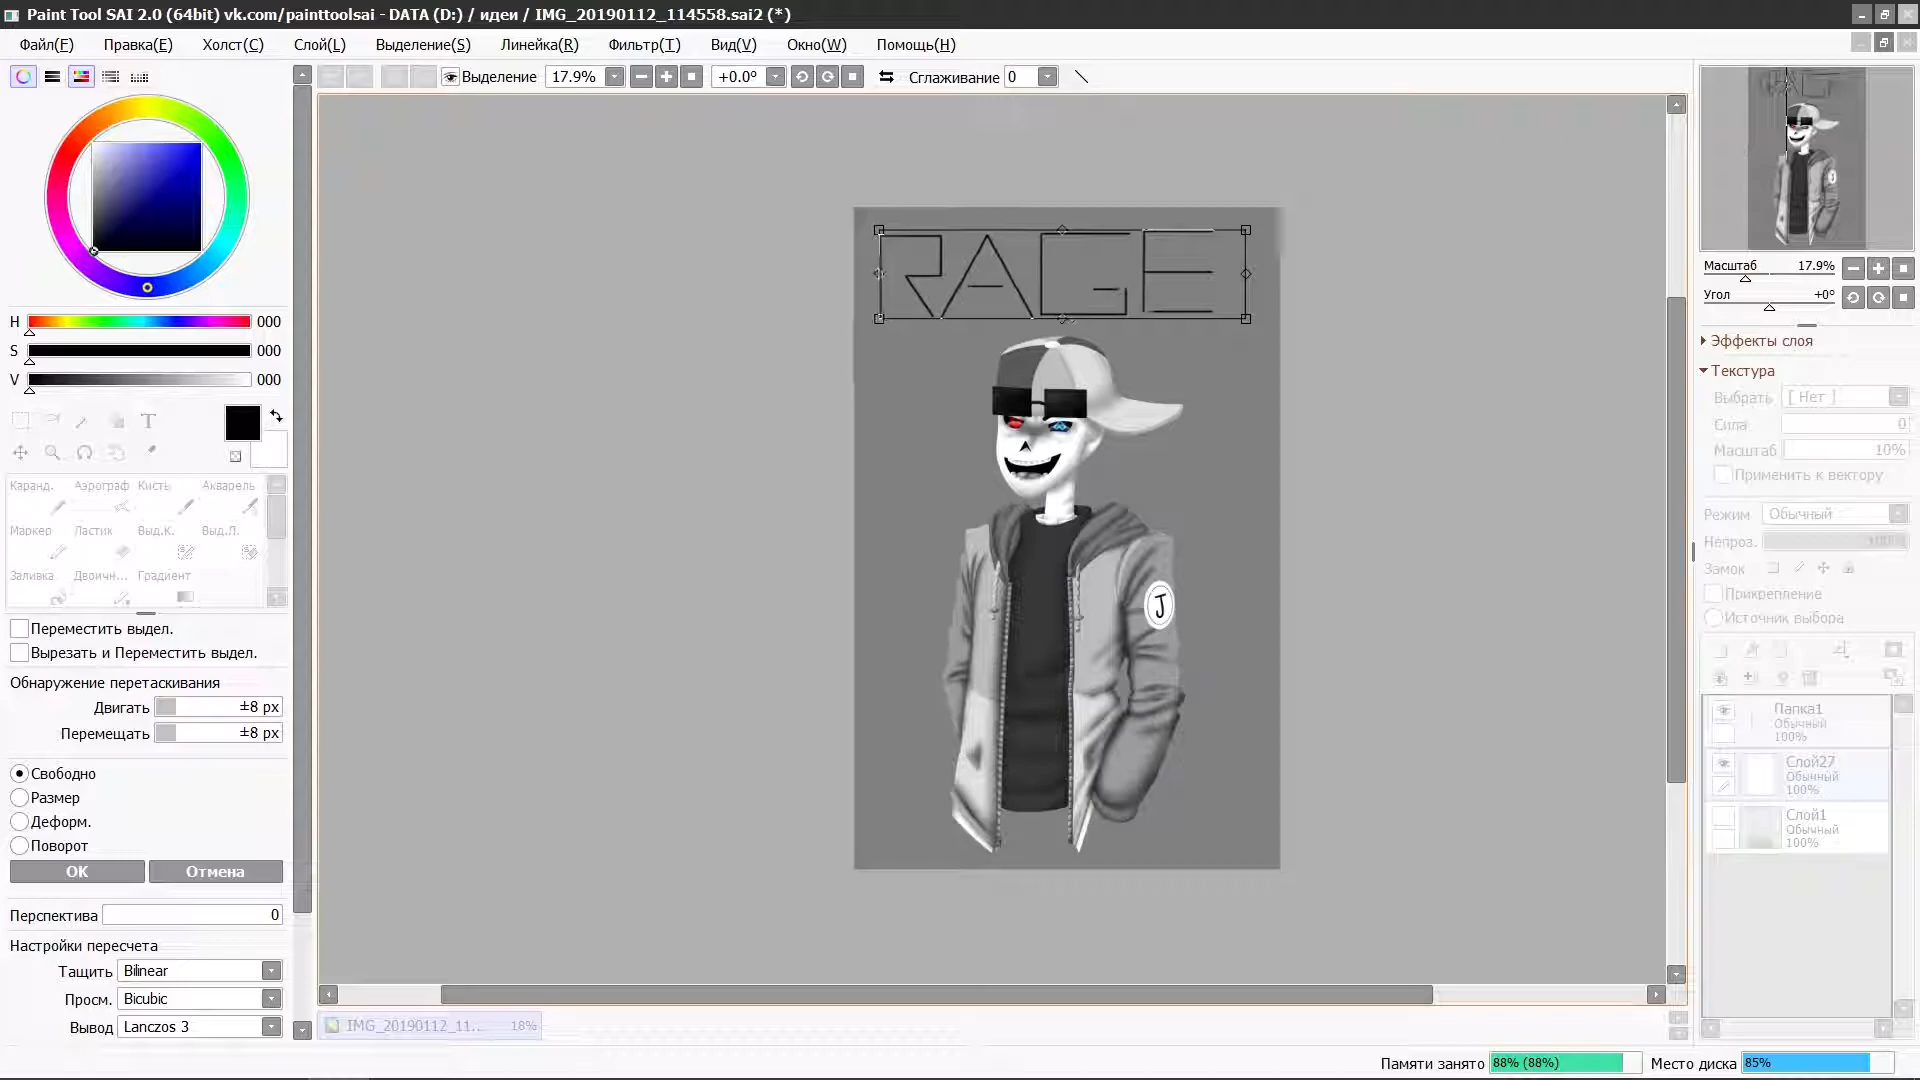 Paint Tool SAI 2.0 (64bit) vk.com/painttoolsai - DATA (D:) / идеи / IMG_20190112_114558.sai2 (*)
Файл(F) Правка(E) Холст(C) Слой(L) Выделение(S) Линейка(R) Фильтр(T) Вид(V) Окно(W) Помощь(H)
Выделение 17.9% +0.0° Сглаживание 0
H 000
S 000
V 000
T
Каранд. Аэрограф Кисть Акварель
Маркер Ластик Выд.К. Выд.Л.
Заливка Двоичн... Градиент
Переместить выдел.
Вырезать и Переместить выдел.
Обнаружение перетаскивания
Двигать ±8 px
Перемещать ±8 px
Свободно
Размер
Деформ.
Поворот
OK Отмена
Перспектива 0
Настройки пересчета
Тащить Bilinear
Просм. Bicubic
Вывод Lanczos 3
RAGE
J
IMG_20190112_11... 18%
Масштаб 17.9%
Угол +0°
Эффекты слоя
Текстура
Выбрать [ Нет ]
Сила 0
Масштаб 10%
Применить к вектору
Режим Обычный
Непроз. 100%
Замок
Прикрепление
Источник выбора
Папка1
Обычный
100%
Слой27
Обычный
100%
Слой1
Обычный
100%
Памяти занято 88% (88%) Место диска 85%